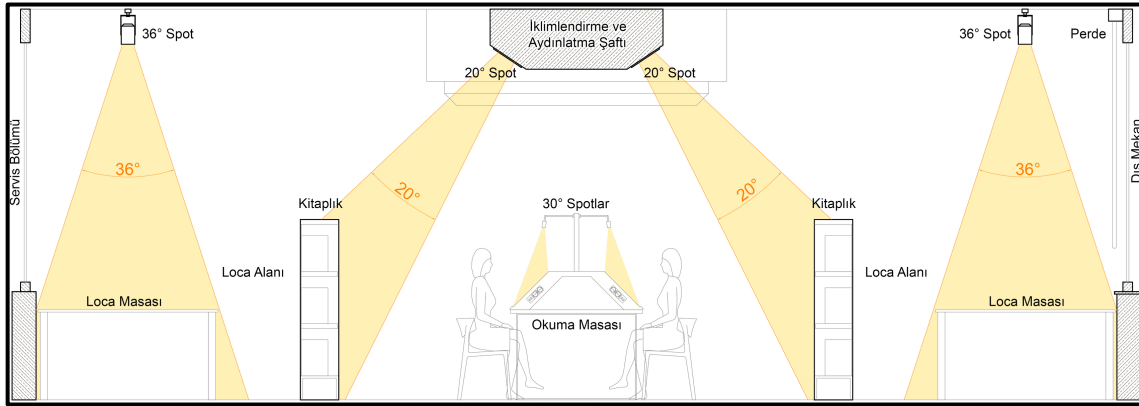 İklimlendirme ve
Aydınlatma Şaftı
36° Spot
36° Spot
Perde
20° Spot
20° Spot
Servis Bölümü
Dış Mekan
36°
20°
20°
36°
Kitaplık
30° Spotlar
Kitaplık
Loca Alanı
Loca Alanı
Loca Masası
Okuma Masası
Loca Masası